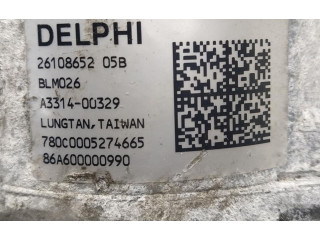 DELPHI
26108652 05B
BLM026
A3314-00329
LUNGTAN, TAIWAN
780C0005274665
86A600000990